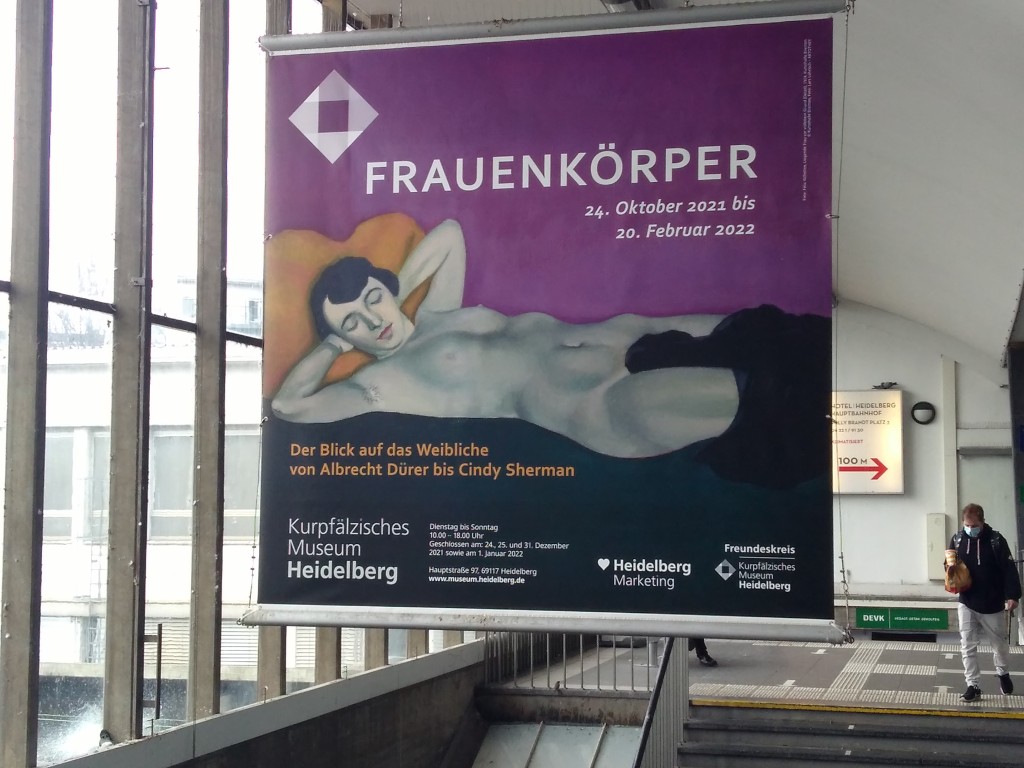 FRAUENKÖRPER
24. Oktober 2021 bis
20. Februar 2022
Der Blick auf das Weibliche
von Albrecht Dürer bis Cindy Sherman
Kurpfälzisches
Museum
Heidelberg
Dienstag bis Sonntag
10.00 – 18.00 Uhr
Geschlossen am: 24., 25. und 31. Dezember
2021 sowie am 1. Januar 2022
Hauptstraße 97, 69117 Heidelberg
www.museum.heidelberg.de
Heidelberg
Marketing
Freundeskreis
Kurpfälzisches
Museum
Heidelberg
HOTEL HEIDELBERG
HAUPTBAHNHOF
BRANDT PLATZ
100 M
DEVK